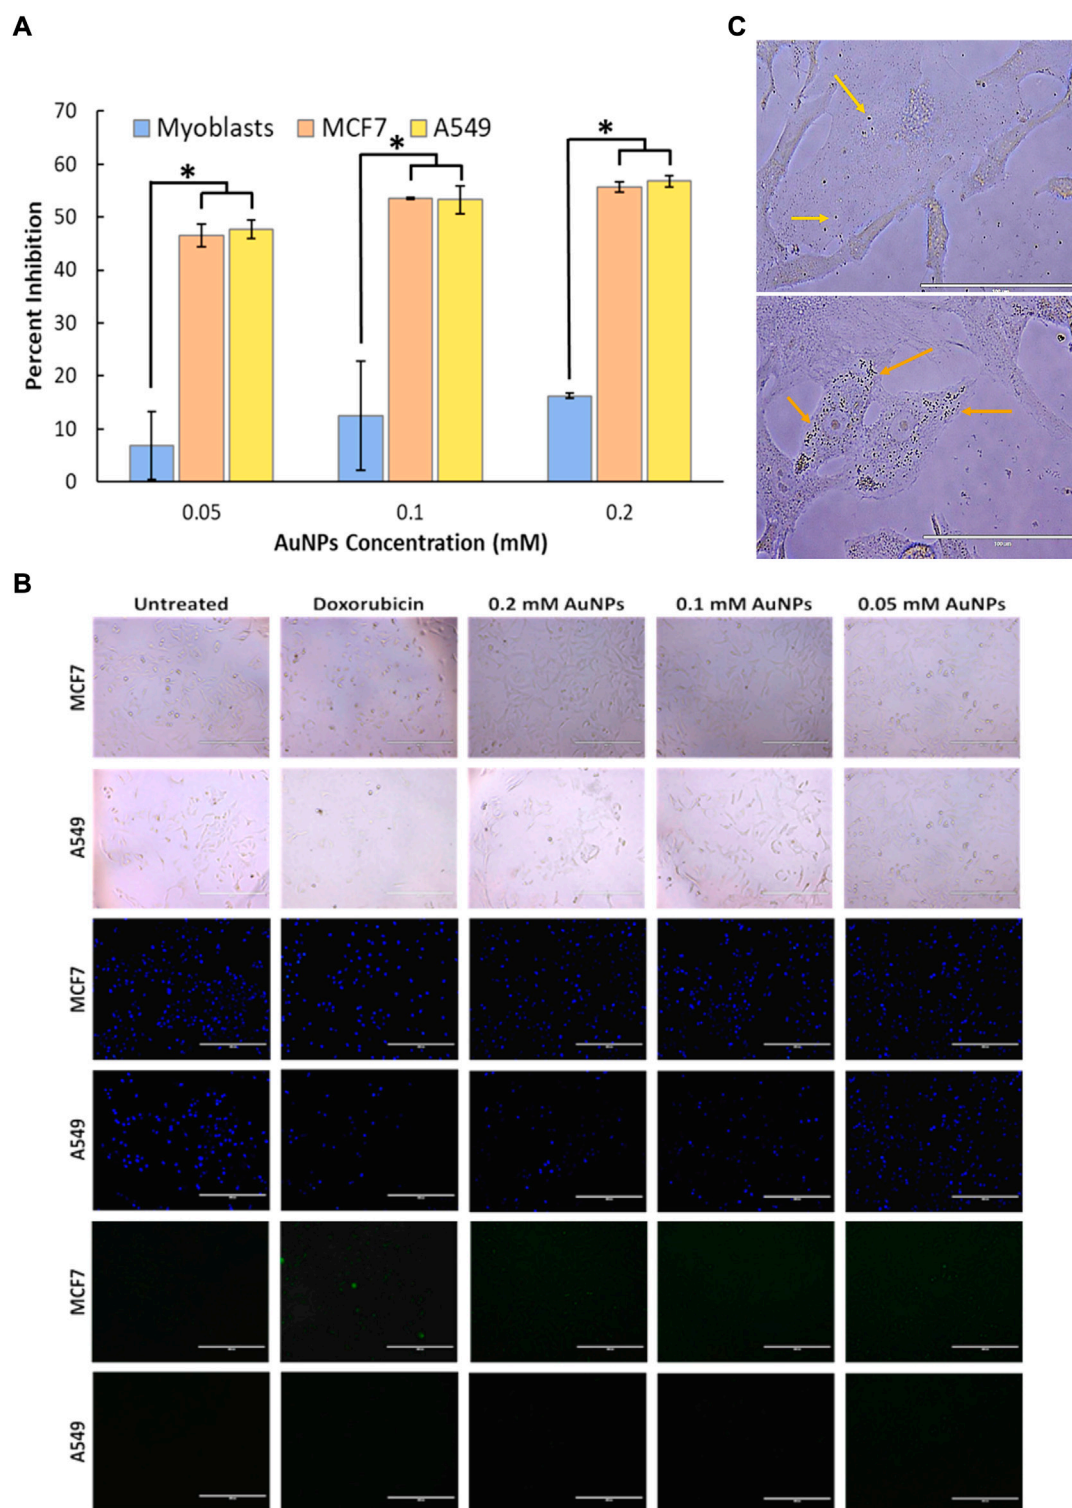 A
C
70
60
50
40
30
20
10
0
Percent Inhibition
Myoblasts MCF7 A549
*
*
*
0.05 0.1 0.2
AuNPs Concentration (mM)
100 um
B
Untreated Doxorubicin 0.2 mM AuNPs 0.1 mM AuNPs 0.05 mM AuNPs
MCF7
A549
MCF7
A549
MCF7
A549